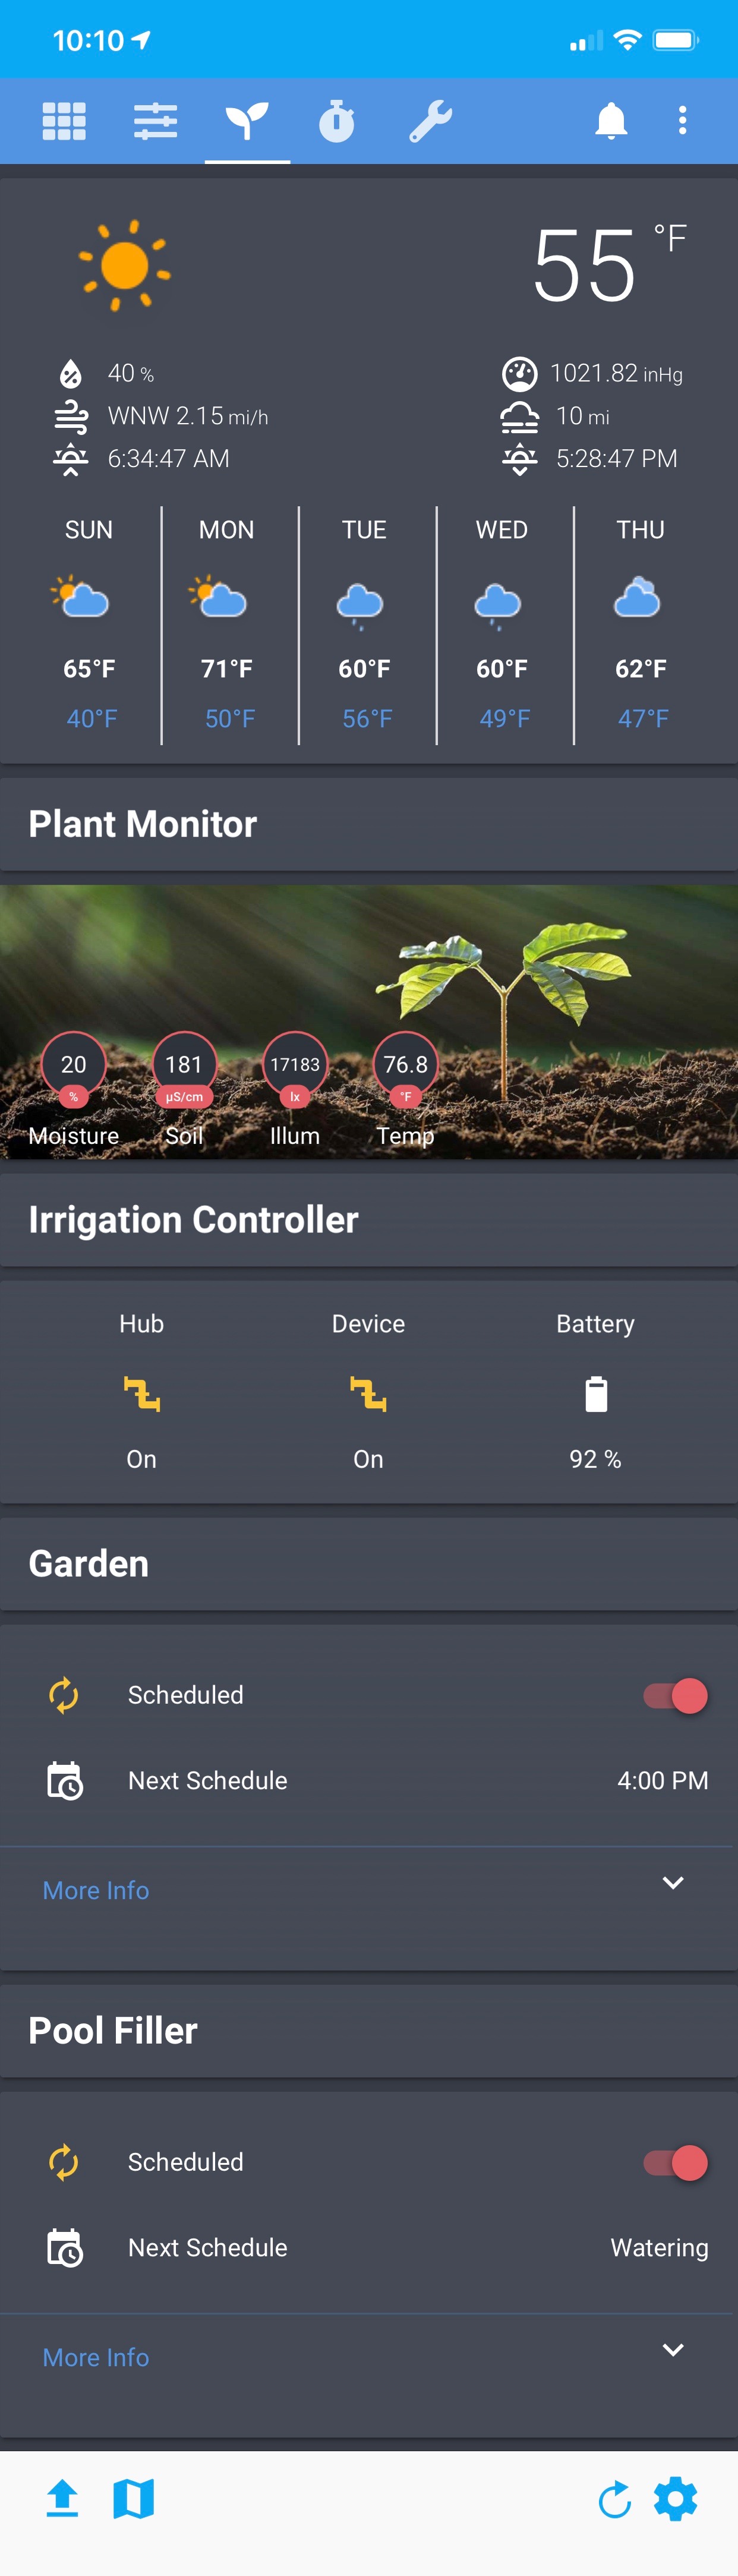 10:10
55 °F
40 % 1021.82 inHg
WNW 2.15 mi/h 10 mi
6:34:47 AM 5:28:47 PM
SUN MON TUE WED THU
65°F 71°F 60°F 60°F 62°F
40°F 50°F 56°F 49°F 47°F
Plant Monitor
20 181 17183 76.8
% µS/cm lx °F
Moisture Soil Illum Temp
Irrigation Controller
Hub Device Battery
On On 92 %
Garden
Scheduled
Next Schedule 4:00 PM
More Info
Pool Filler
Scheduled
Next Schedule Watering
More Info